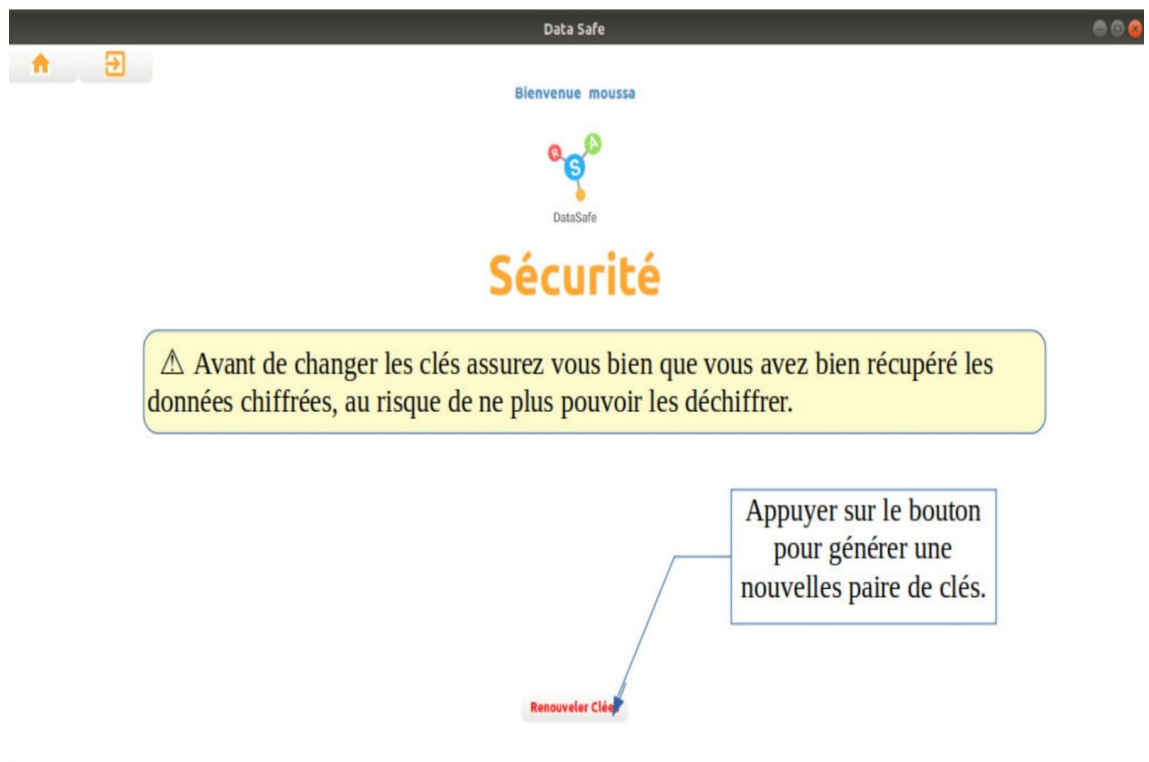 Data Safe
Bienvenue moussa
R S A
DataSafe
Sécurité
⚠ Avant de changer les clés assurez vous bien que vous avez bien récupéré les
données chiffrées, au risque de ne plus pouvoir les déchiffrer.
Appuyer sur le bouton
pour générer une
nouvelles paire de clés.
Renouveler